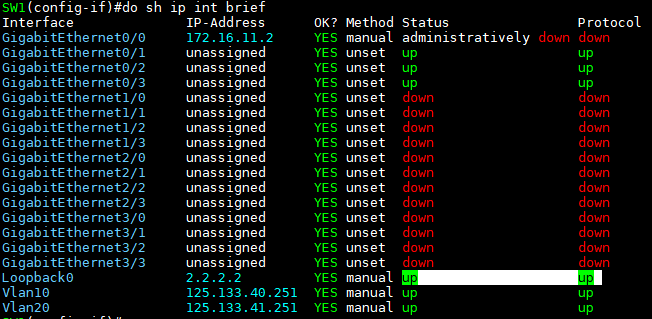 SW1(config-if)#do sh ip int brief
Interface IP-Address OK? Method Status Protocol
GigabitEthernet0/0 172.16.11.2 YES manual administratively down down
GigabitEthernet0/1 unassigned YES unset up up
GigabitEthernet0/2 unassigned YES unset up up
GigabitEthernet0/3 unassigned YES unset up up
GigabitEthernet1/0 unassigned YES unset down down
GigabitEthernet1/1 unassigned YES unset down down
GigabitEthernet1/2 unassigned YES unset down down
GigabitEthernet1/3 unassigned YES unset down down
GigabitEthernet2/0 unassigned YES unset down down
GigabitEthernet2/1 unassigned YES unset down down
GigabitEthernet2/2 unassigned YES unset down down
GigabitEthernet2/3 unassigned YES unset down down
GigabitEthernet3/0 unassigned YES unset down down
GigabitEthernet3/1 unassigned YES unset down down
GigabitEthernet3/2 unassigned YES unset down down
GigabitEthernet3/3 unassigned YES unset down down
Loopback0 2.2.2.2 YES manual up up
Vlan10 125.133.40.251 YES manual up up
Vlan20 125.133.41.251 YES manual up up